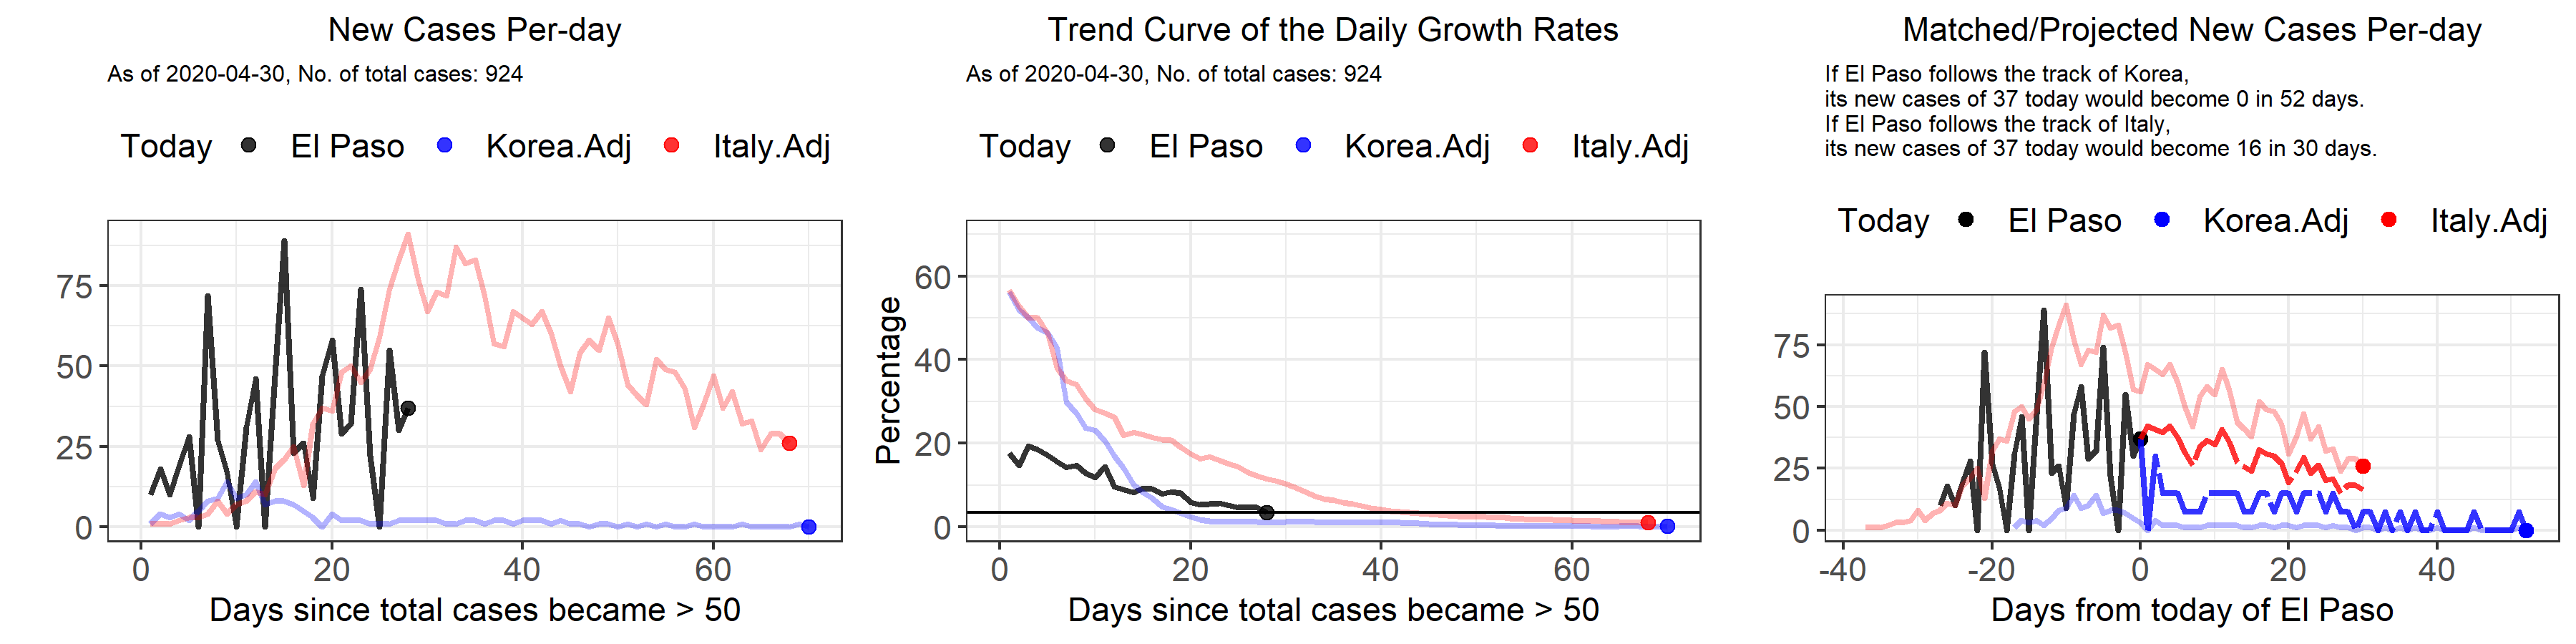 New Cases Per-day
As of 2020-04-30, No. of total cases: 924
Today El Paso Korea.Adj Italy.Adj
75
50
25
0
0 20 40 60
Days since total cases became > 50
Trend Curve of the Daily Growth Rates
As of 2020-04-30, No. of total cases: 924
Today El Paso Korea.Adj Italy.Adj
Percentage
60
40
20
0
0 20 40 60
Days since total cases became > 50
Matched/Projected New Cases Per-day
If El Paso follows the track of Korea,
its new cases of 37 today would become 0 in 52 days.
If El Paso follows the track of Italy,
its new cases of 37 today would become 16 in 30 days.
Today El Paso Korea.Adj Italy.Adj
75
50
25
0
-40 -20 0 20 40
Days from today of El Paso